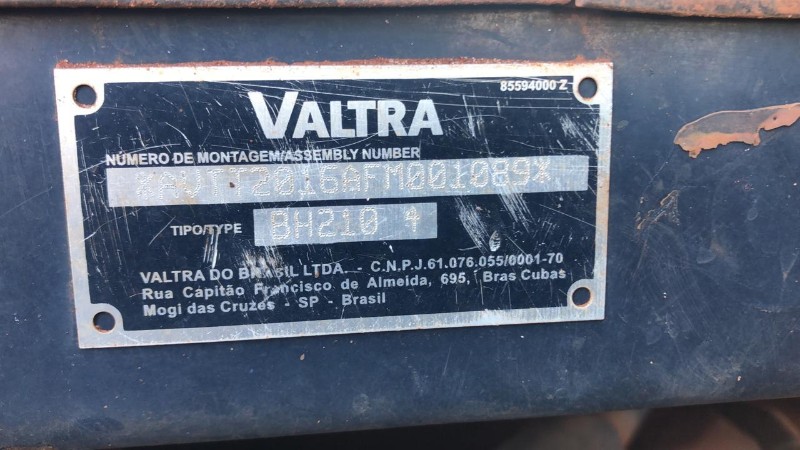 85594000 Z
VALTRA
NÚMERO DE MONTAGEM/ASSEMBLY NUMBER
*AVTT2016AFM001089*
TIPO/TYPE BH210 4
VALTRA DO BRASIL LTDA. - C.N.P.J.61.076.055/0001-70
Rua Capitão Francisco de Almeida, 695, Bras Cubas
Mogi das Cruzes - SP - Brasil